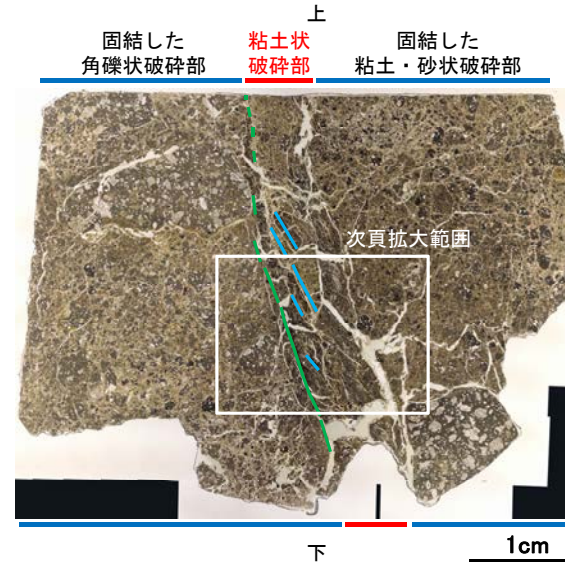 上
固結した
角礫状破砕部
粘土状
破砕部
固結した
粘土・砂状破砕部
次頁拡大範囲
下
1cm